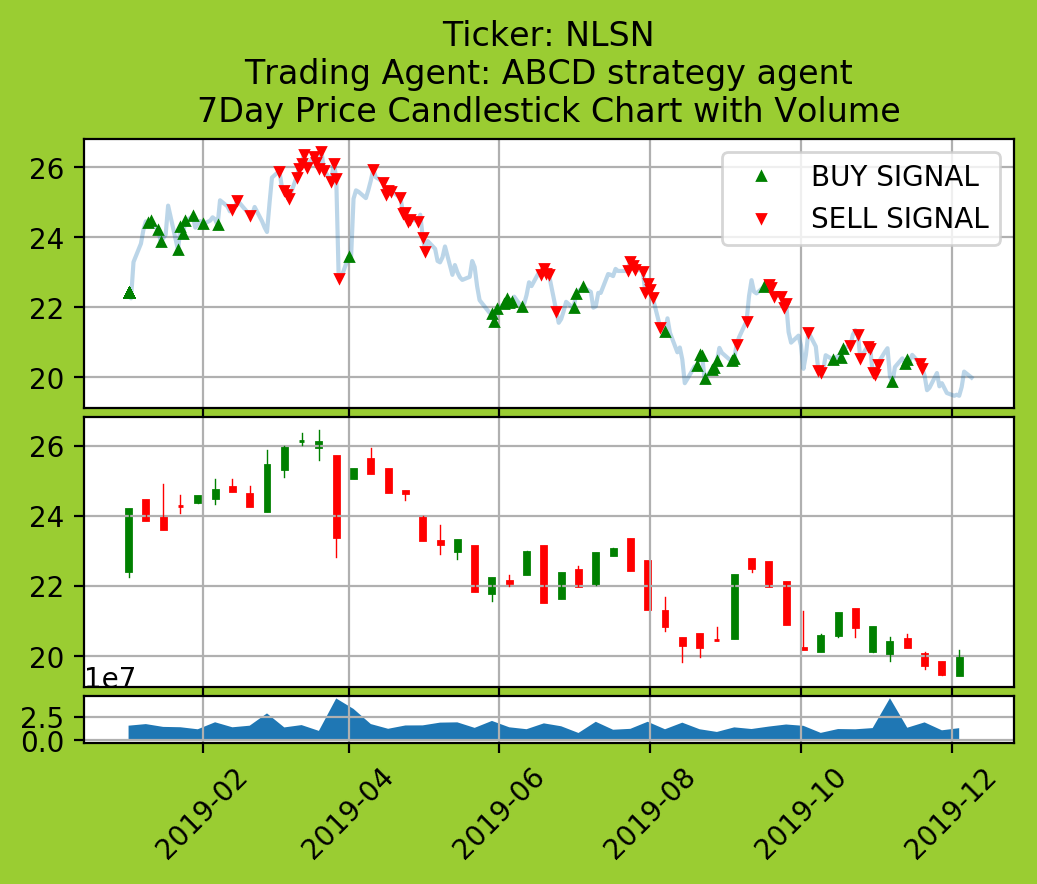 Ticker: NLSN
Trading Agent: ABCD strategy agent
7Day Price Candlestick Chart with Volume
26
24
22
20
BUY SIGNAL
SELL SIGNAL
26
24
22
20
1e7
2.5
0.0
2019-02
2019-04
2019-06
2019-08
2019-10
2019-12